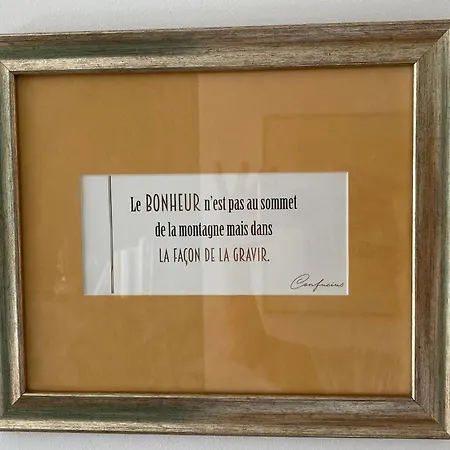 Le BONHEUR n'est pas au sommet
de la montagne mais dans
LA FAÇON DE LA GRAVIR.
Confucius